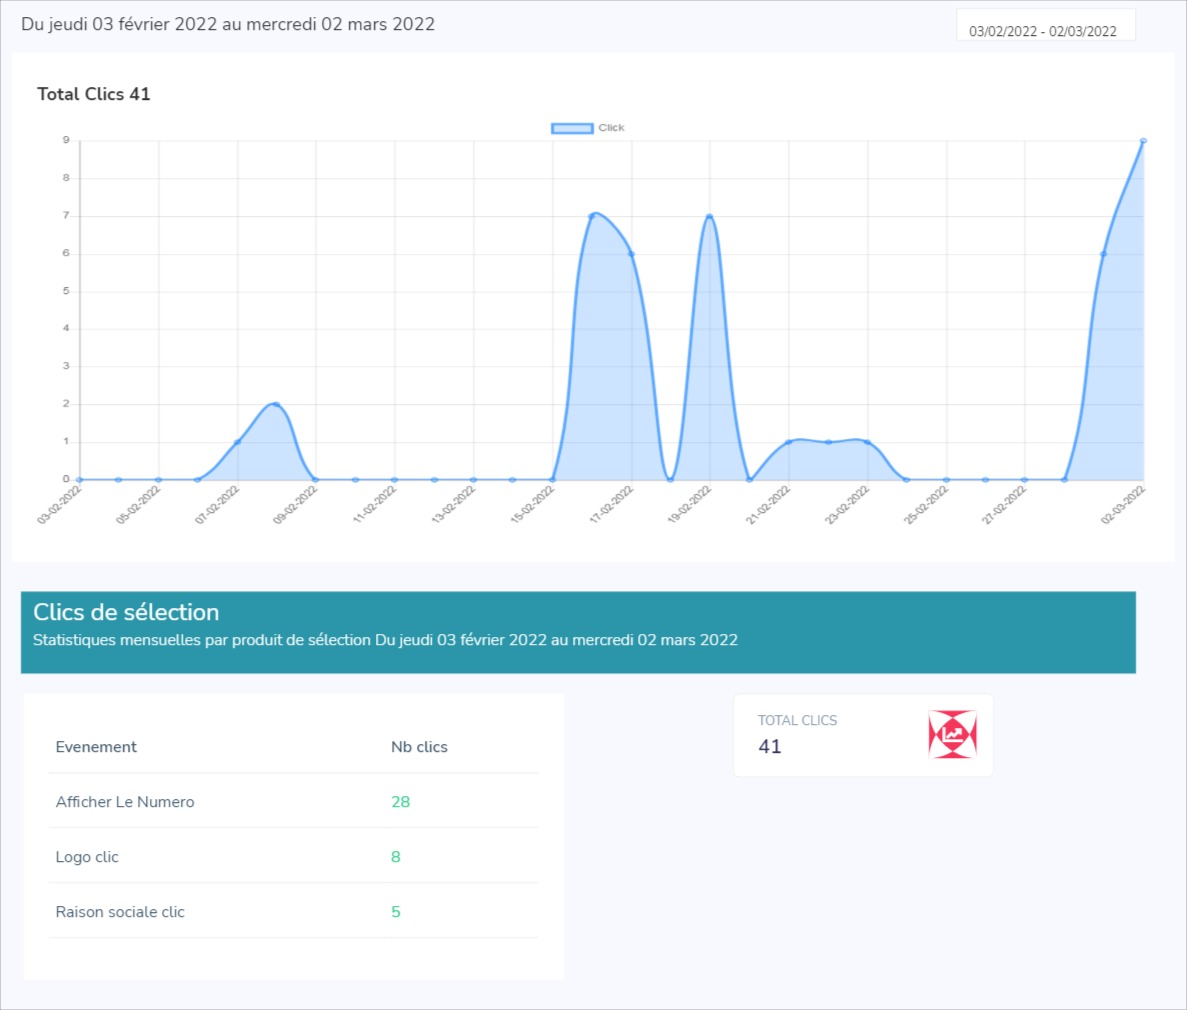 Du jeudi 03 février 2022 au mercredi 02 mars 2022
03/02/2022 - 02/03/2022
Total Clics 41
Click
9
8
7
6
5
4
3
2
1
0
03-02-2022
05-02-2022
07-02-2022
09-02-2022
11-02-2022
13-02-2022
15-02-2022
17-02-2022
19-02-2022
21-02-2022
23-02-2022
25-02-2022
27-02-2022
02-03-2022
Clics de sélection
Statistiques mensuelles par produit de sélection Du jeudi 03 février 2022 au mercredi 02 mars 2022
Evenement Nb clics
Afficher Le Numero 28
Logo clic 8
Raison sociale clic 5
TOTAL CLICS
41